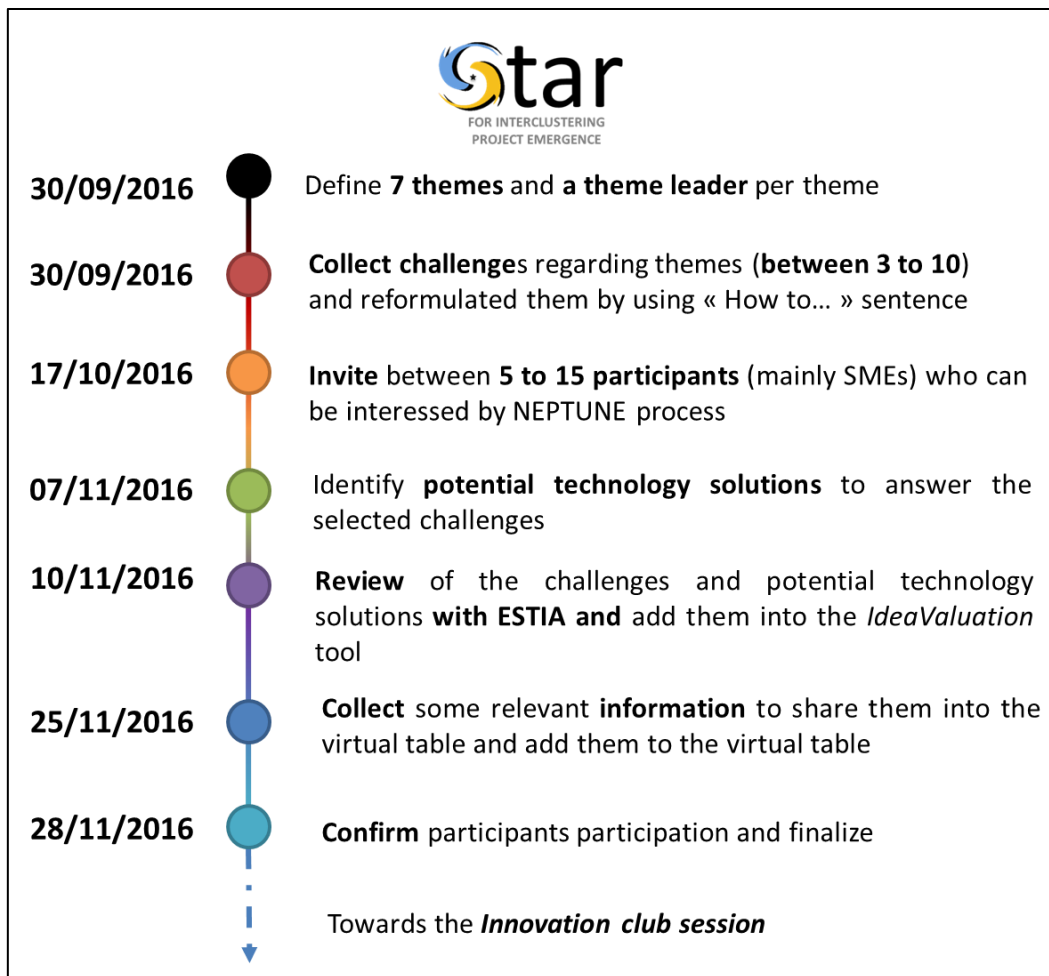 Star
FOR INTERCLUSTERING
PROJECT EMERGENCE
30/09/2016
Define 7 themes and a theme leader per theme
30/09/2016
Collect challenges regarding themes (between 3 to 10)
and reformulated them by using « How to... » sentence
17/10/2016
Invite between 5 to 15 participants (mainly SMEs) who can
be interessed by NEPTUNE process
07/11/2016
Identify potential technology solutions to answer the
selected challenges
10/11/2016
Review of the challenges and potential technology
solutions with ESTIA and add them into the IdeaValuation
tool
25/11/2016
Collect some relevant information to share them into the
virtual table and add them to the virtual table
28/11/2016
Confirm participants participation and finalize
Towards the Innovation club session